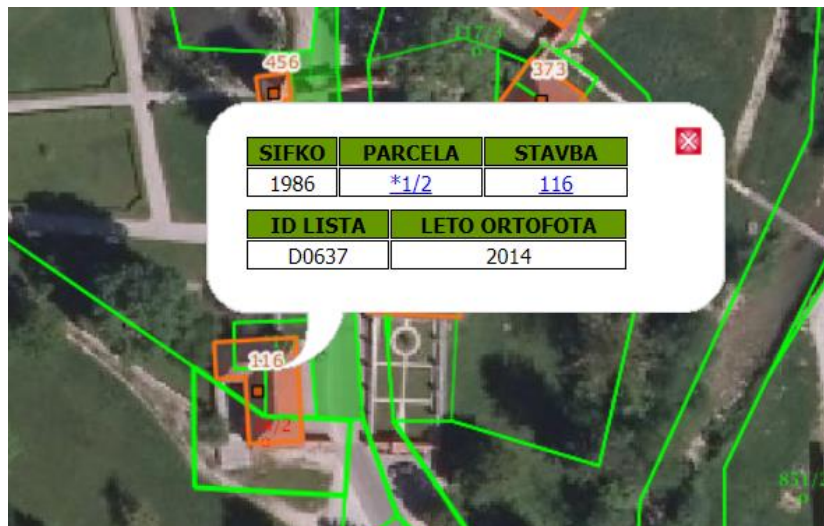 456
373
SIFKO PARCELA STAVBA
1986 *1/2 116
ID LISTA LETO ORTOFOTA
D0637 2014
116